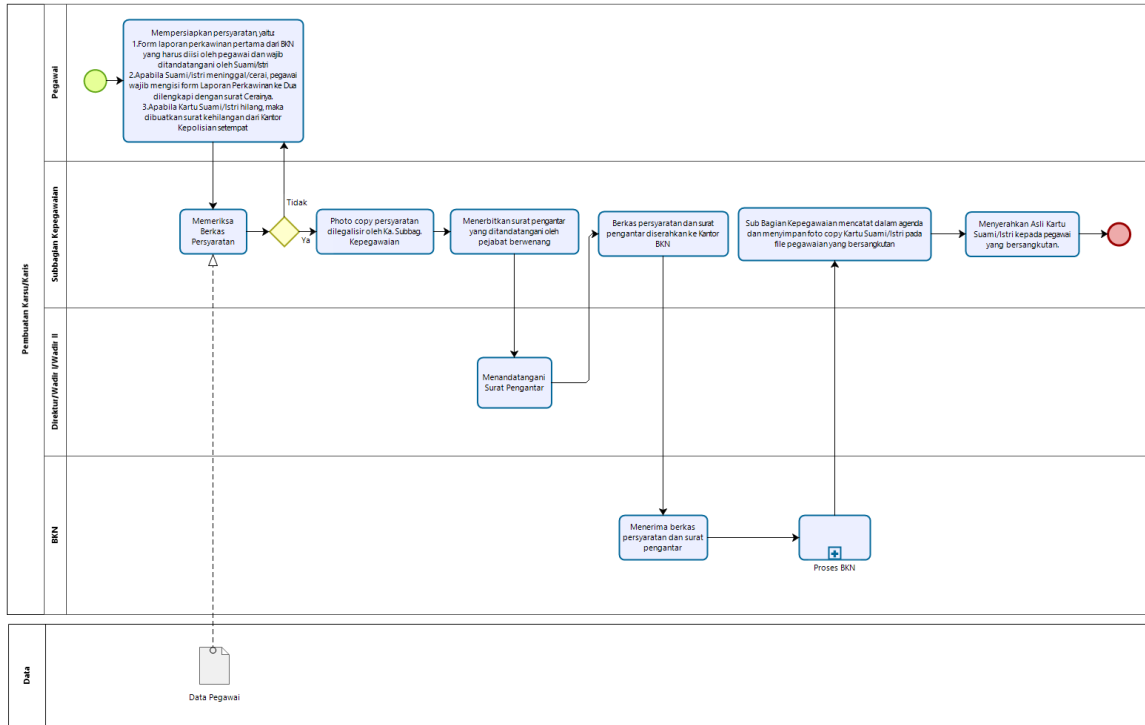 Pembuatan Karsu/Karis
Pegawai
Mempersiapkan persyaratan, yaitu:
1.Form laporan perkawinan pertama dari BKN
yang harus diisi oleh pegawai dan wajib
ditandatangani oleh Suami/Istri
2.Apabila Suami/istri meninggal/cerai, pegawai
wajib mengisi form Laporan Perkawinan ke Dua
dilengkapi dengan surat Cerainya.
3.Apabila Kartu Suami/Istri hilang, maka
dibuatkan surat kehilangan dari Kantor
Kepolisian setempat
Subbagian Kepegawaian
Memeriksa
Berkas
Persyaratan
Tidak
Ya
Photo copy persyaratan
dilegalisir oleh Ka. Subbag.
Kepegawaian
Menerbitkan surat pengantar
yang ditandatangani oleh
pejabat berwenang
Berkas persyaratan dan surat
pengantar diserahkan ke Kantor
BKN
Sub Bagian Kepegawaian mencatat dalam agenda
dan menyimpan foto copy Kartu Suami/Istri pada
file pegawaian yang bersangkutan
Menyerahkan Asli Kartu
Suami/Istri kepada pegawai
yang bersangkutan.
Direktur/Wadir I/Wadir II
Menandatangani
Surat Pengantar
BKN
Menerima berkas
persyaratan dan surat
pengantar
Proses BKN
Data
Data Pegawai